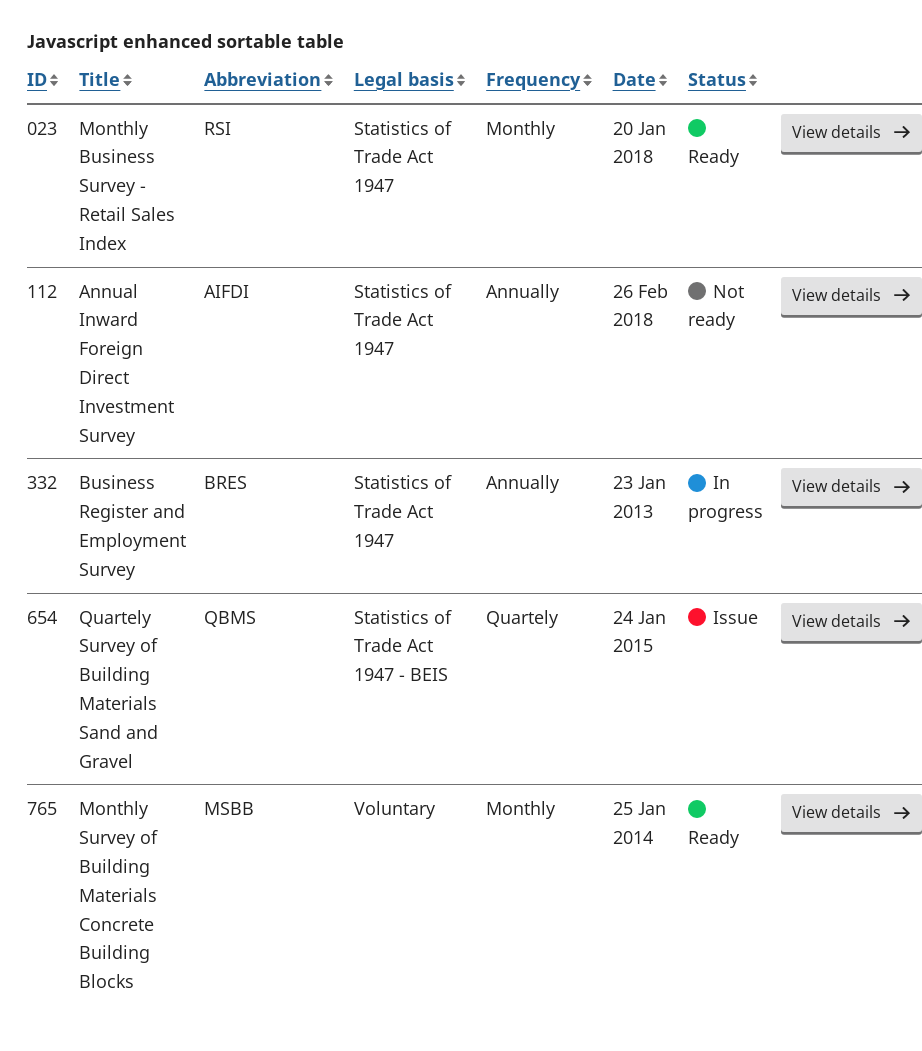 Javascript enhanced sortable table
ID Title Abbreviation Legal basis Frequency Date Status
023 Monthly RSI Statistics of Monthly 20 Jan View details
Business Trade Act 2018 Ready
Survey - 1947
Retail Sales
Index
112 Annual AIFDI Statistics of Annually 26 Feb Not View details
Inward Trade Act 2018 ready
Foreign 1947
Direct
Investment
Survey
332 Business BRES Statistics of Annually 23 Jan In View details
Register and Trade Act 2013 progress
Employment 1947
Survey
654 Quartely QBMS Statistics of Quartely 24 Jan Issue View details
Survey of Trade Act 2015
Building 1947 - BEIS
Materials
Sand and
Gravel
765 Monthly MSBB Voluntary Monthly 25 Jan View details
Survey of 2014 Ready
Building
Materials
Concrete
Building
Blocks